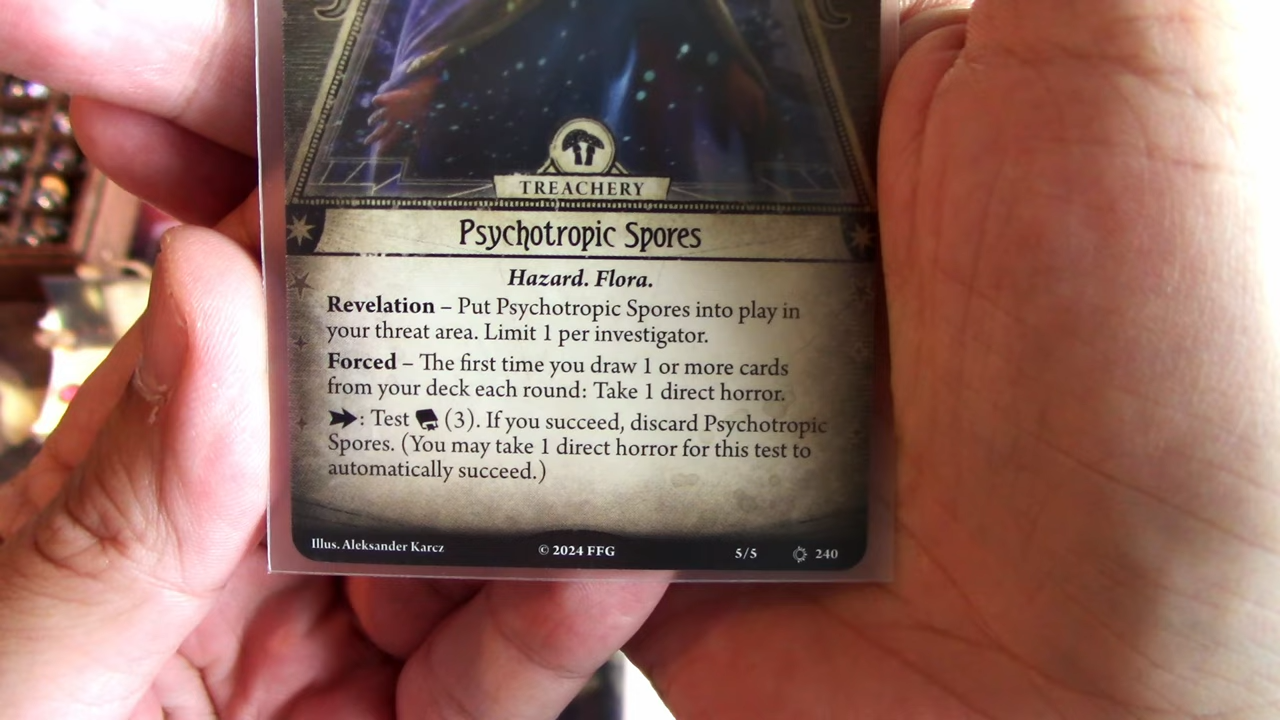 TREACHERY
Psychotropic Spores
Hazard. Flora.
Revelation – Put Psychotropic Spores into play in
your threat area. Limit 1 per investigator.
Forced – The first time you draw 1 or more cards
from your deck each round: Take 1 direct horror.
: Test (3). If you succeed, discard Psychotropic
Spores. (You may take 1 direct horror for this test to
automatically succeed.)
Illus. Aleksander Karcz © 2024 FFG 5/5 240